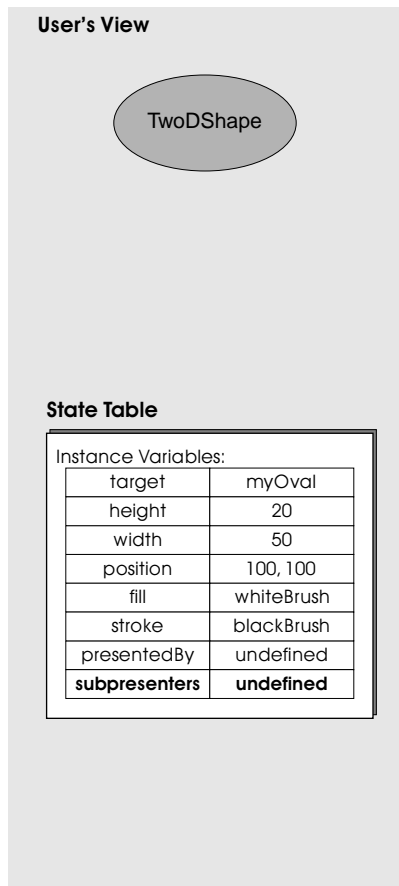 User's View
TwoDShape
State Table
Instance Variables:
target myOval
height 20
width 50
position 100, 100
fill whiteBrush
stroke blackBrush
presentedBy undefined
subpresenters undefined